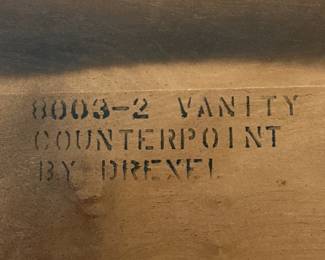 8003-2 VANITY
COUNTERPOINT
BY DREXEL